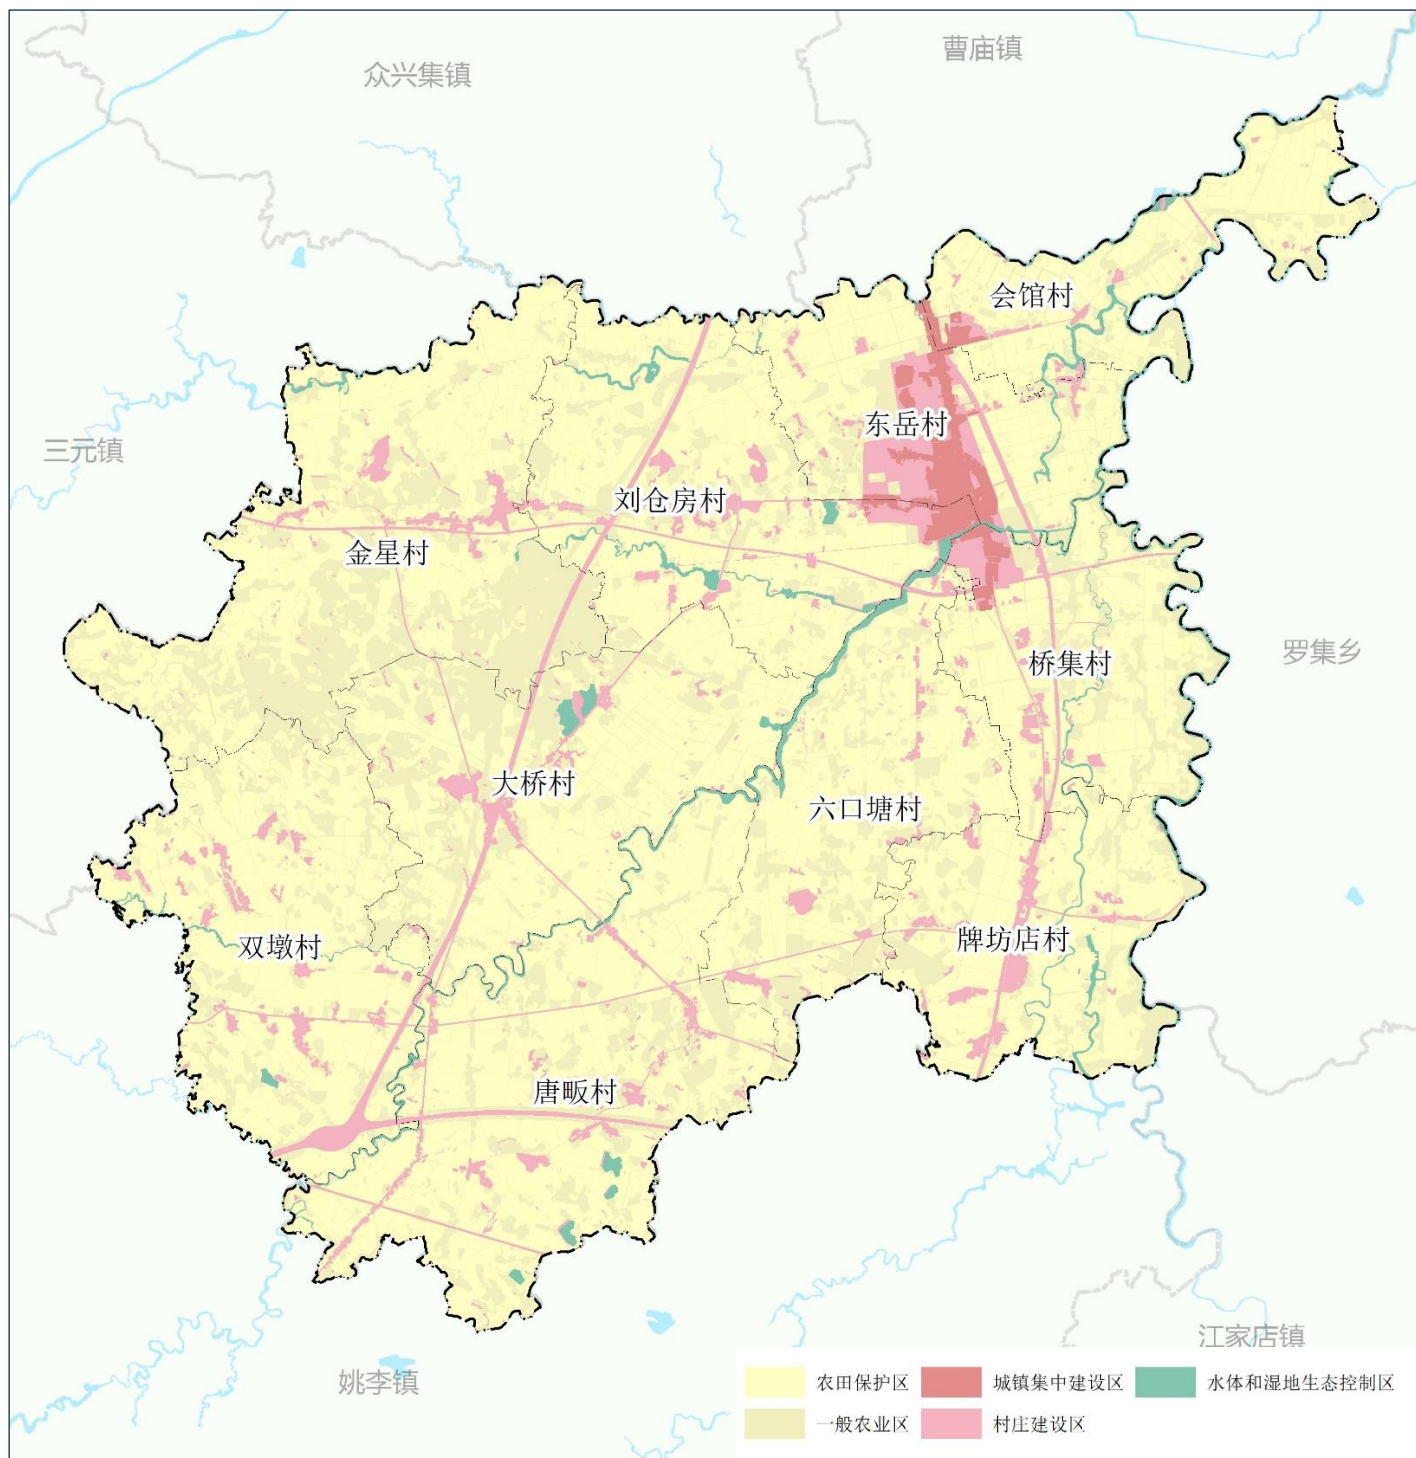 曹庙镇
众兴集镇
会馆村
东岳村
三元镇
刘仓房村
金星村
罗集乡
桥集村
大桥村
六口塘村
双墩村
牌坊店村
唐畈村
江家店镇
姚李镇
农田保护区
城镇集中建设区
水体和湿地生态控制区
一般农业区
村庄建设区